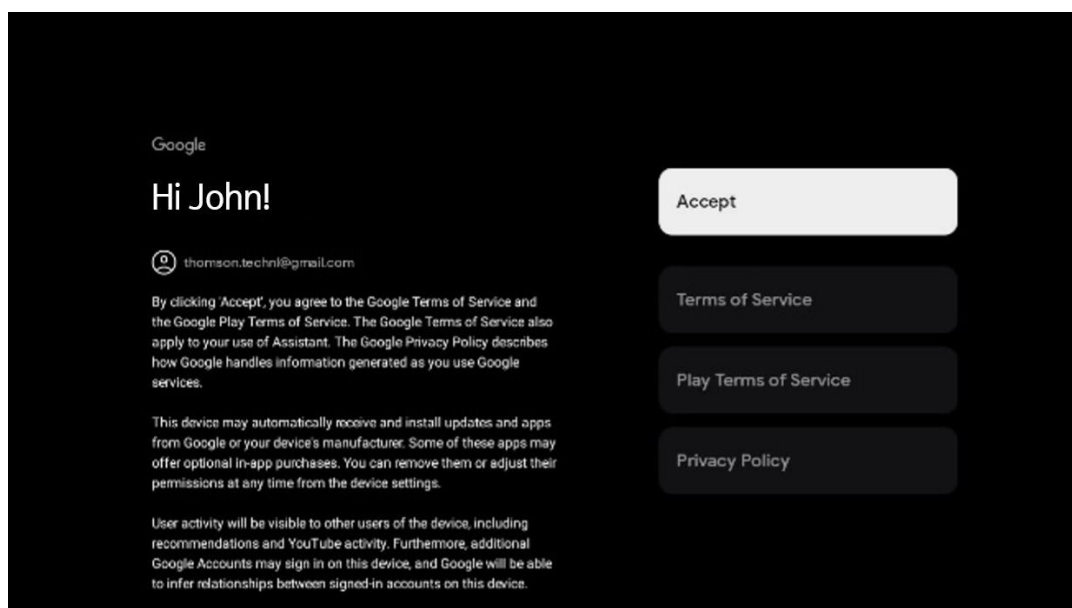 Google
Hi John!
thomson.technl@gmail.com
By clicking 'Accept', you agree to the Google Terms of Service and
the Google Play Terms of Service. The Google Terms of Service also
apply to your use of Assistant. The Google Privacy Policy describes
how Google handles information generated as you use Google
services.
This device may automatically receive and install updates and apps
from Google or your device's manufacturer. Some of these apps may
offer optional in-app purchases. You can remove them or adjust their
permissions at any time from the device settings.
User activity will be visible to other users of the device, including
recommendations and YouTube activity. Furthermore, additional
Google Accounts may sign in on this device, and Google will be able
to infer relationships between signed-in accounts on this device.
Accept
Terms of Service
Play Terms of Service
Privacy Policy